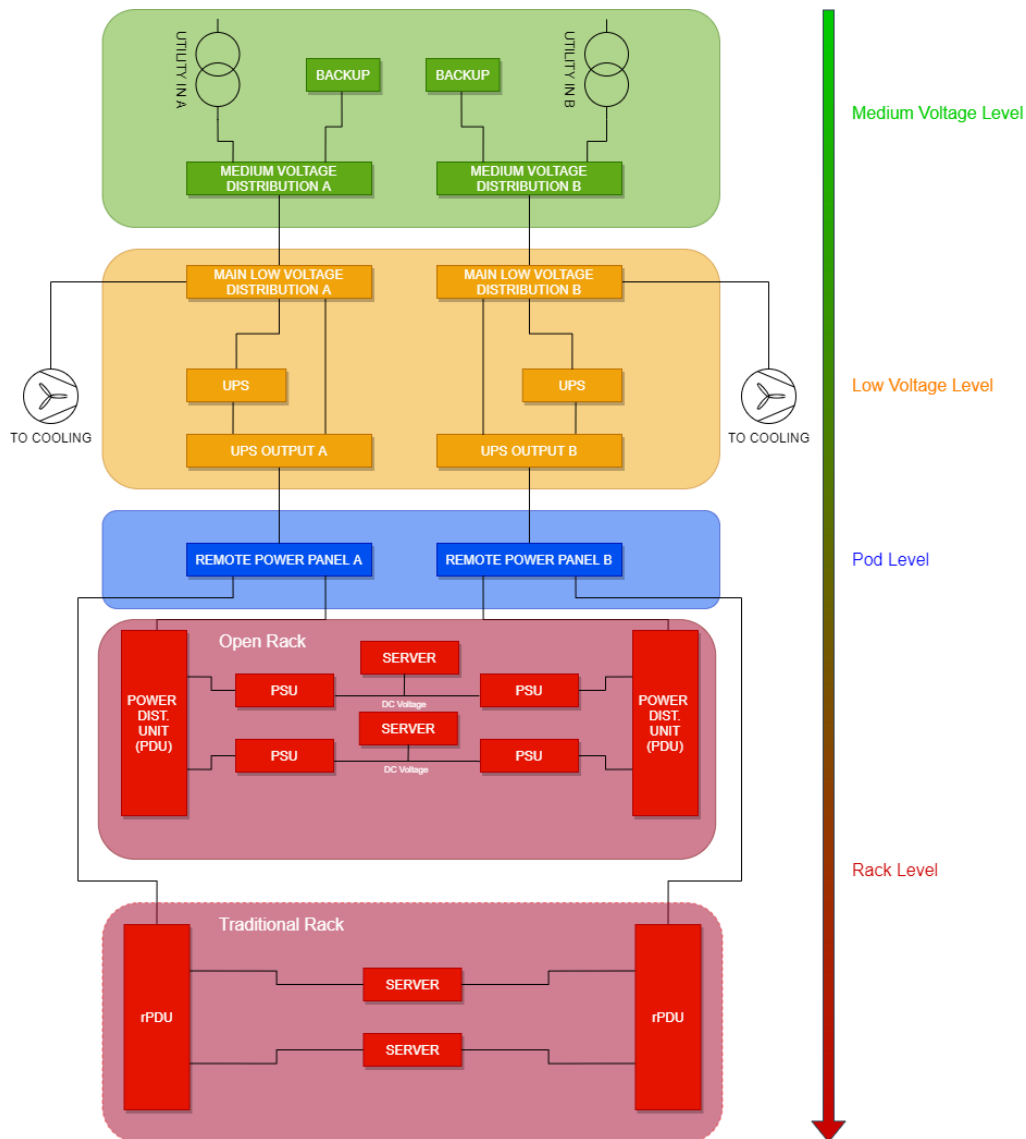 UTILITY IN A
BACKUP
BACKUP
UTILITY IN B
Medium Voltage Level
MEDIUM VOLTAGE
DISTRIBUTION A
MEDIUM VOLTAGE
DISTRIBUTION B
MAIN LOW VOLTAGE
DISTRIBUTION A
MAIN LOW VOLTAGE
DISTRIBUTION B
UPS
UPS
Low Voltage Level
TO COOLING
TO COOLING
UPS OUTPUT A
UPS OUTPUT B
REMOTE POWER PANEL A
REMOTE POWER PANEL B
Pod Level
Open Rack
POWER
DIST.
UNIT
(PDU)
SERVER
PSU
PSU
DC Voltage
SERVER
PSU
PSU
DC Voltage
POWER
DIST.
UNIT
(PDU)
Rack Level
Traditional Rack
rPDU
SERVER
SERVER
rPDU